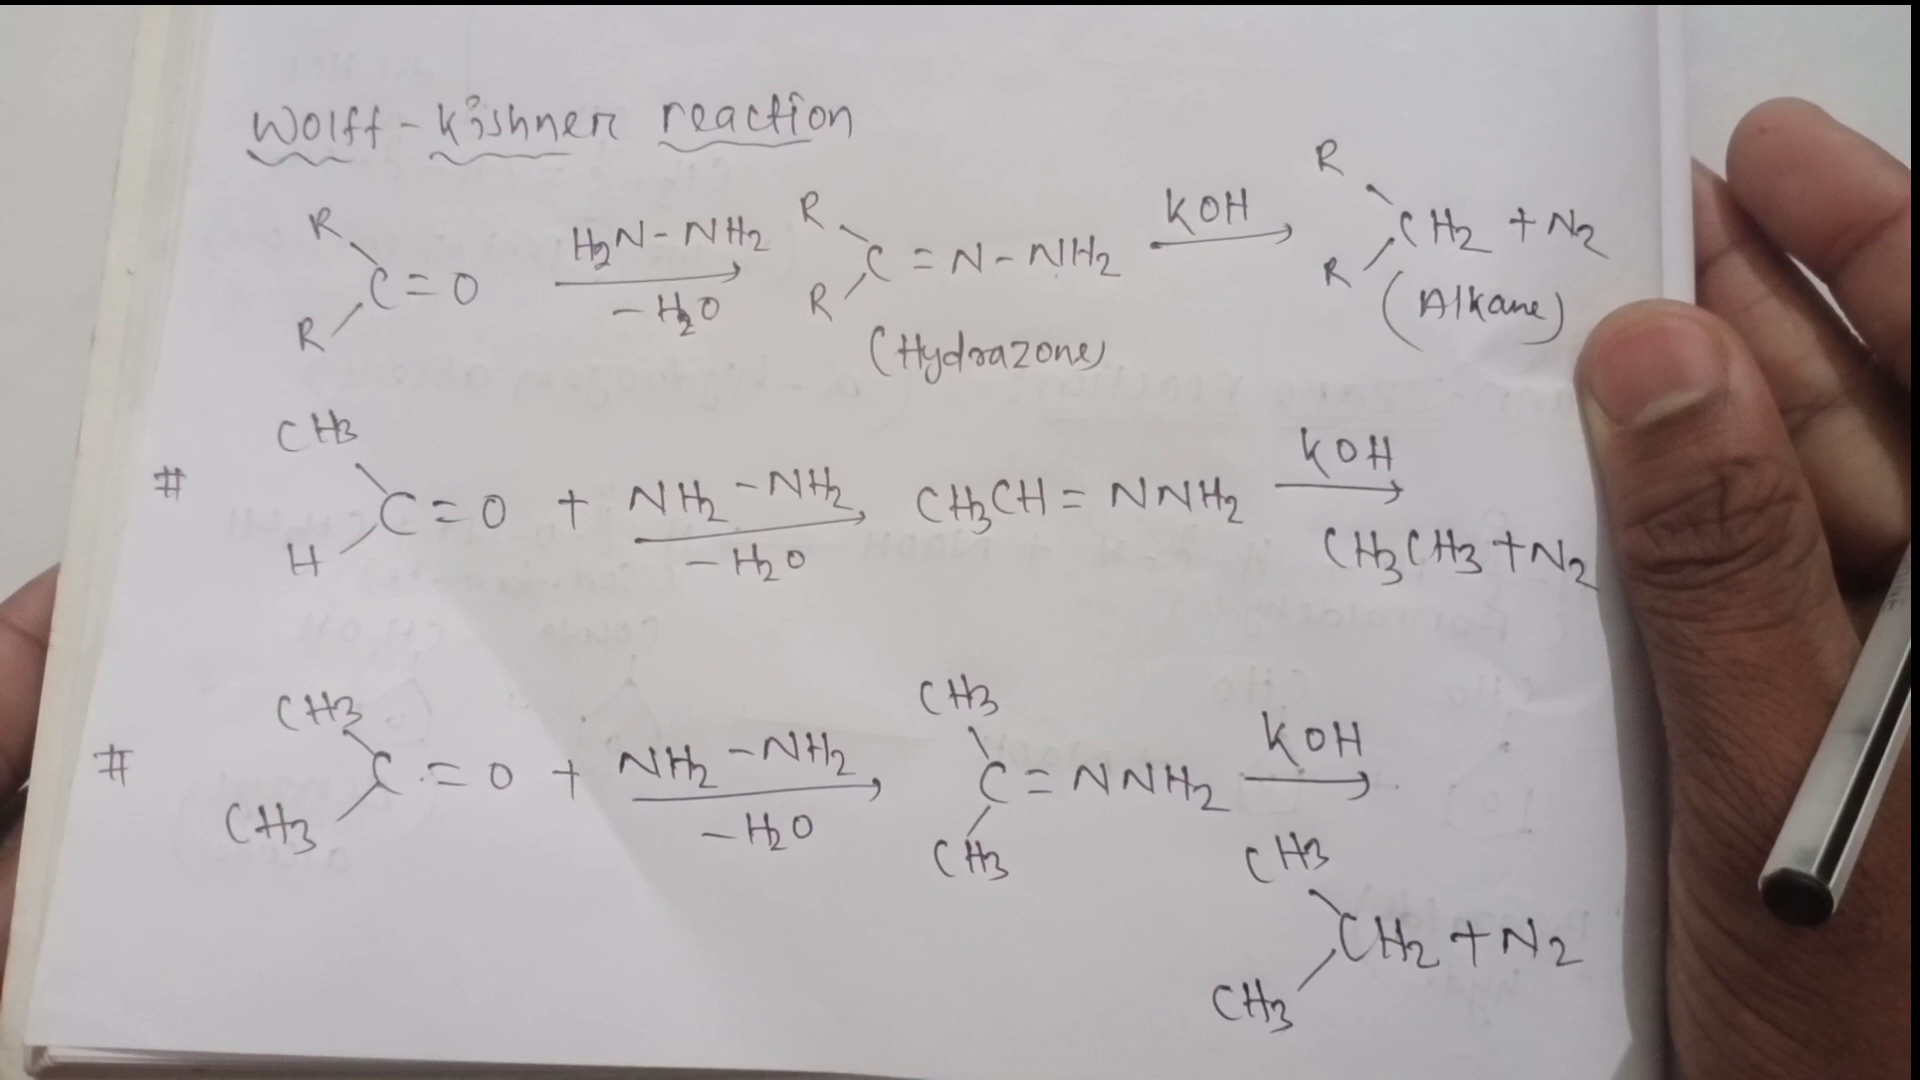 Wolff-Kishner reaction
R R R
C=O H2N-NH2 -H2O C=N-NH2 KOH CH2 + N2
R R R
(Hydrazone) (Alkane)
CH3
# C=O + NH2-NH2 -H2O CH3CH=NNH2 KOH
H CH3CH3+N2
CH3 CH3
# C=O + NH2-NH2 -H2O C=NNH2 KOH
CH3 CH3
CH3
CH2+N2
CH3